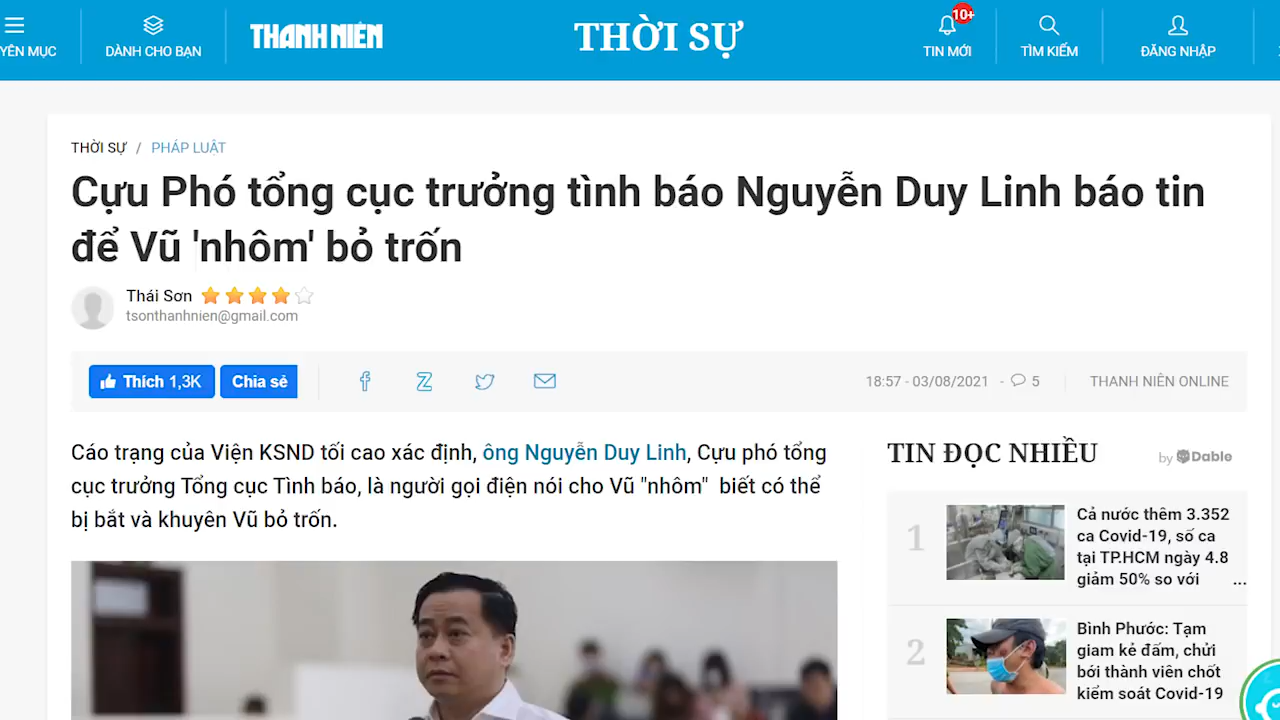 YÊN MỤC
DÀNH CHO BẠN
THANH NIÊN
THỜI SỰ
10+
TIN MỚI
TÌM KIẾM
ĐĂNG NHẬP
THỜI SỰ / PHÁP LUẬT
Cựu Phó tổng cục trưởng tình báo Nguyễn Duy Linh báo tin
để Vũ 'nhôm' bỏ trốn
Thái Sơn
tsonthanhnien@gmail.com
Thích 1,3K
Chia sẻ
18:57 - 03/08/2021 - 5
THANH NIÊN ONLINE
Cáo trạng của Viện KSND tối cao xác định, ông Nguyễn Duy Linh, Cựu phó tổng
cục trưởng Tổng cục Tình báo, là người gọi điện nói cho Vũ "nhôm" biết có thể
bị bắt và khuyên Vũ bỏ trốn.
TIN ĐỌC NHIỀU
by Dable
1
Cả nước thêm 3.352
ca Covid-19, số ca
tại TP.HCM ngày 4.8
giảm 50% so với ...
2
Bình Phước: Tạm
giam kẻ đấm, chửi
bới thành viên chốt
kiểm soát Covid-19